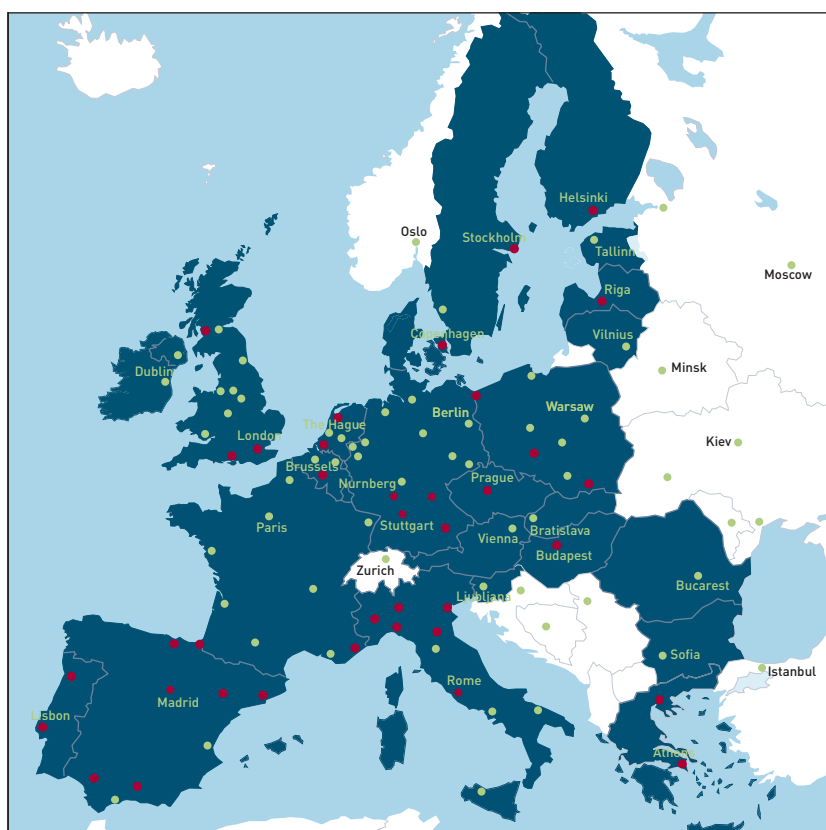 Helsinki
Oslo
Stockholm
Tallinn
Moscow
Riga
Copenhagen
Vilnius
Minsk
Dublin
Berlin
Warsaw
The Hague
London
Kiev
Brussels
Nurnberg
Prague
Paris
Stuttgart
Vienna
Bratislava
Budapest
Zurich
Bucarest
Ljubljana
Sofia
Rome
Istanbul
Madrid
Lisbon
Athens